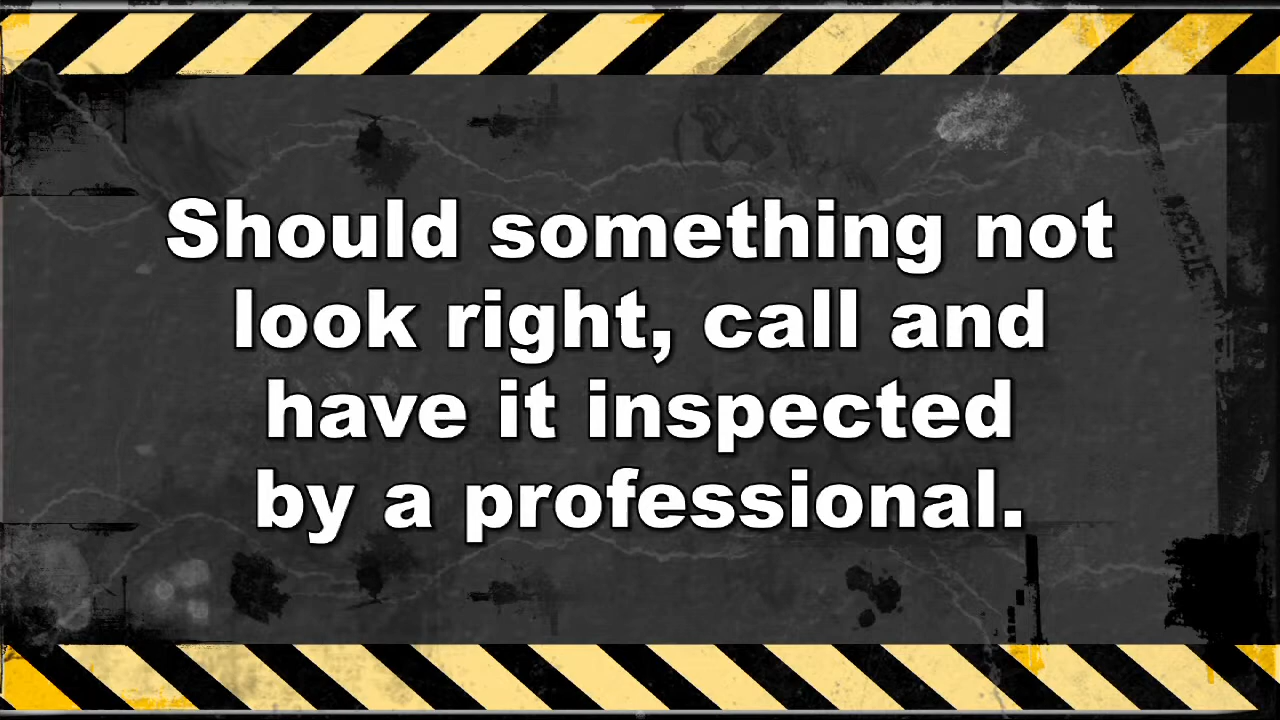 Should something not
look right, call and
have it inspected
by a professional.